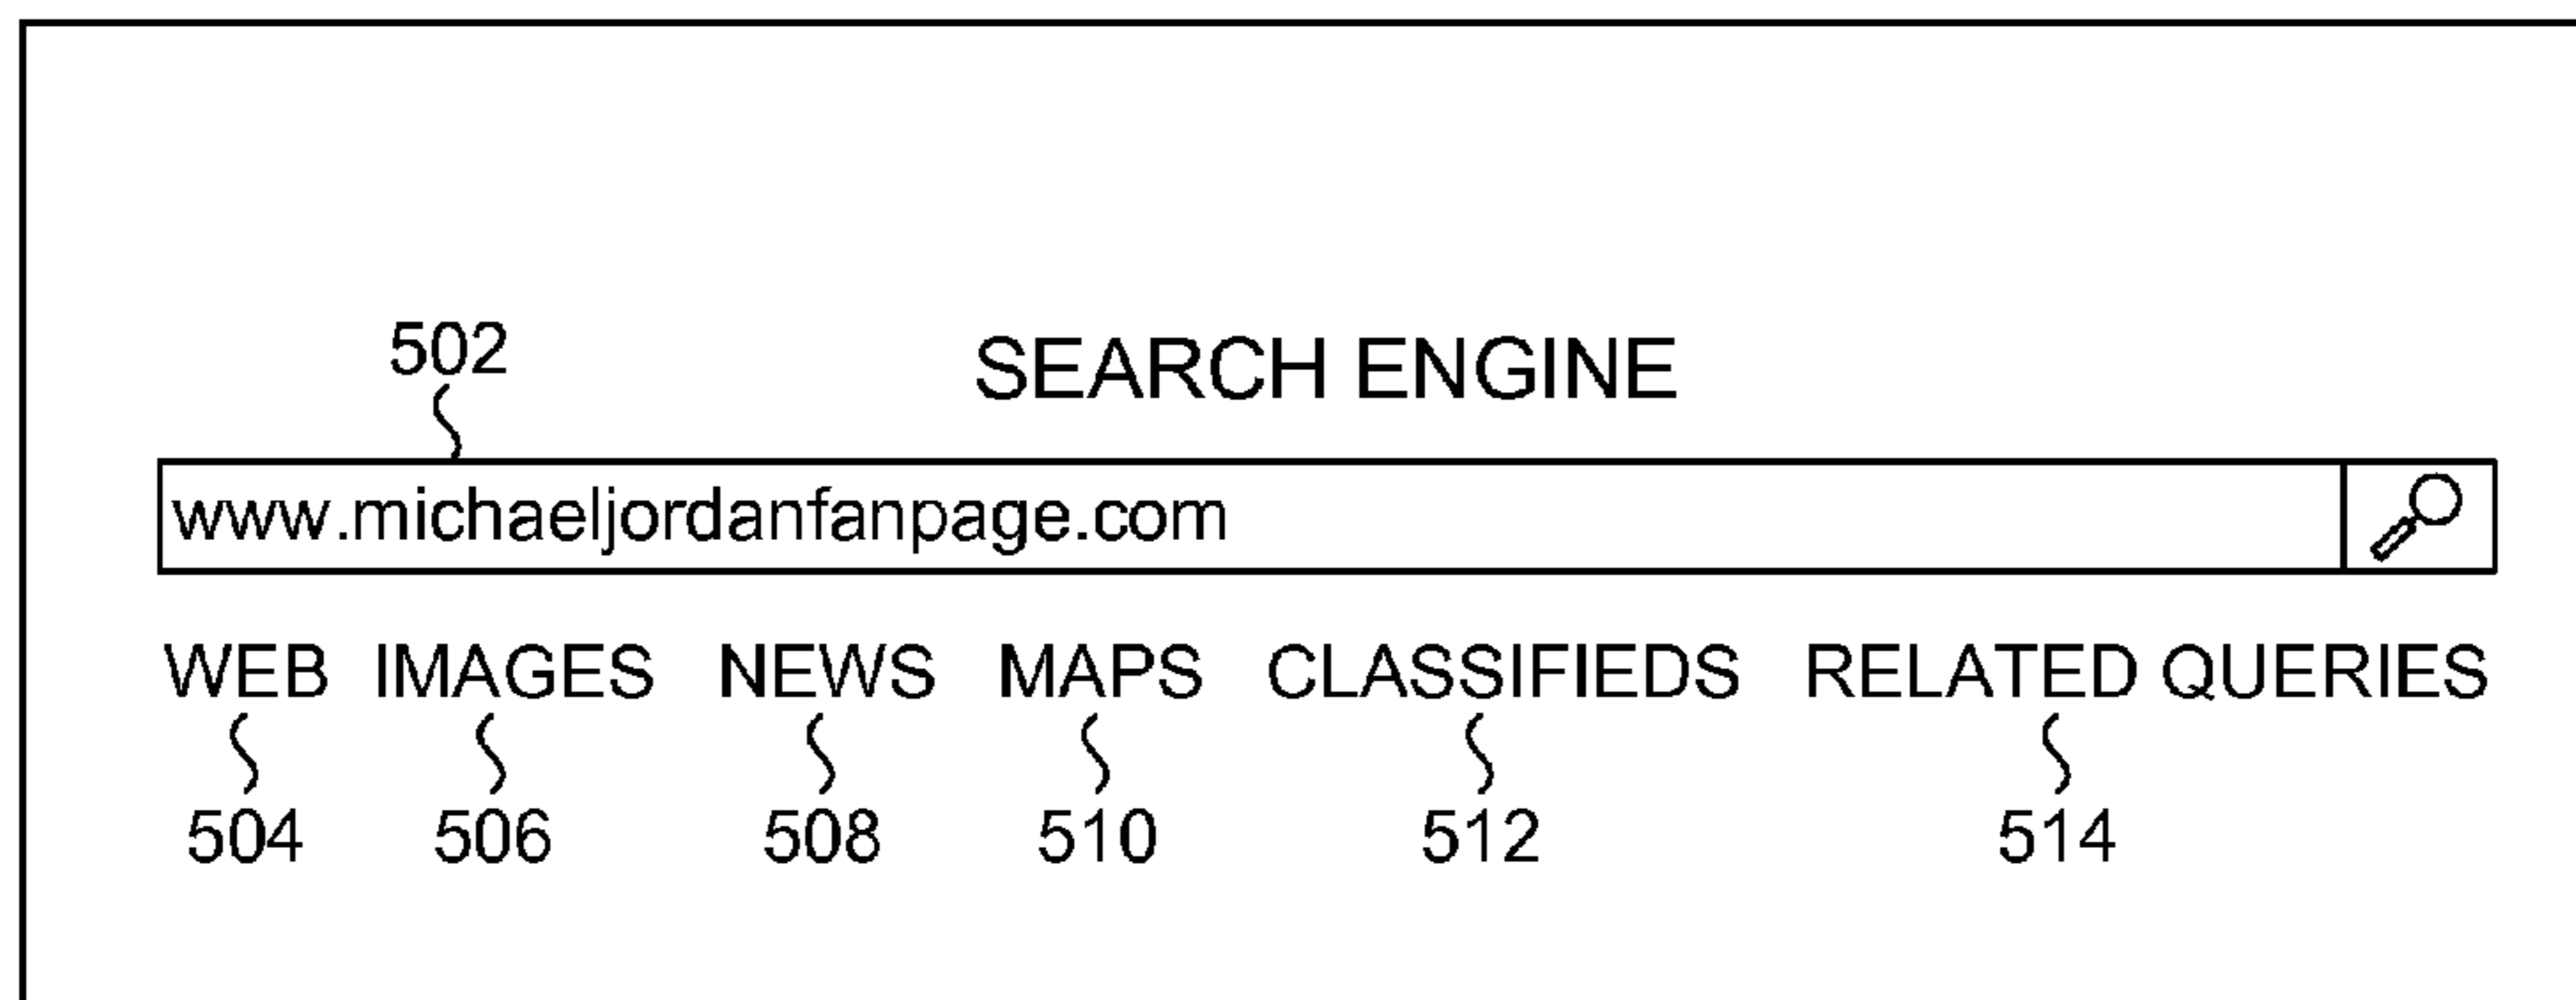 502
SEARCH ENGINE
www.michaeljordanfanpage.com
WEB IMAGES NEWS MAPS CLASSIFIEDS RELATED QUERIES
504 506 508 510 512 514